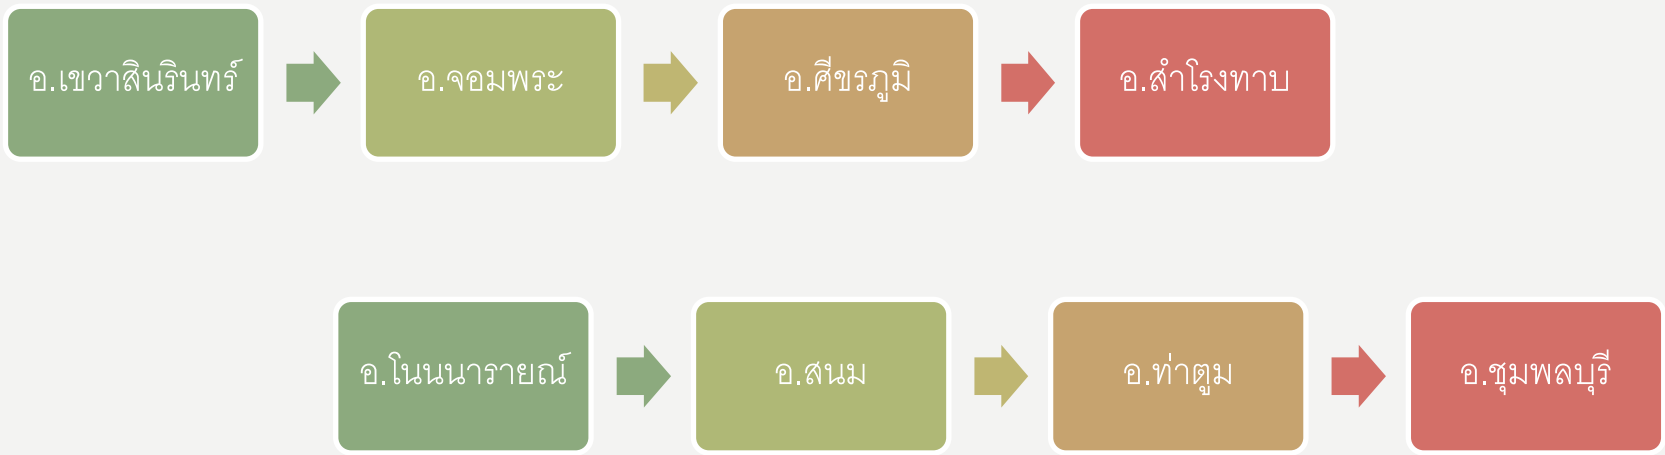 อ.เขวาสินรินทร์
อ.จอมพระ
อ.ศีขรภูมิ
อ.สำโรงทาบ
อ.โนนนารายณ์
อ.สนม
อ.ท่าตูม
อ.ชุมพลบุรี